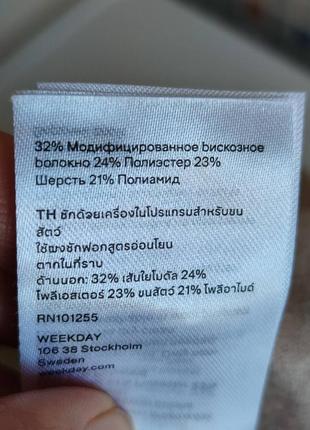 32% Модифицированное вискозное
волокно 24% Полиэстер 23%
Шерсть 21% Полиамид
TH ซักด้วยเครื่องในโปรแกรมสำหรับขน
สัตว์
ใช้ผงซักฟอกสูตรอ่อนโยน
ตากในที่ราบ
ด้านนอก: 32% เส้นใยโมดัล 24%
โพลีเอสเตอร์ 23% ขนสัตว์ 21% โพลีอาไมด์
RN101255
WEEKDAY
106 38 Stockholm
Sweden
weekday.com